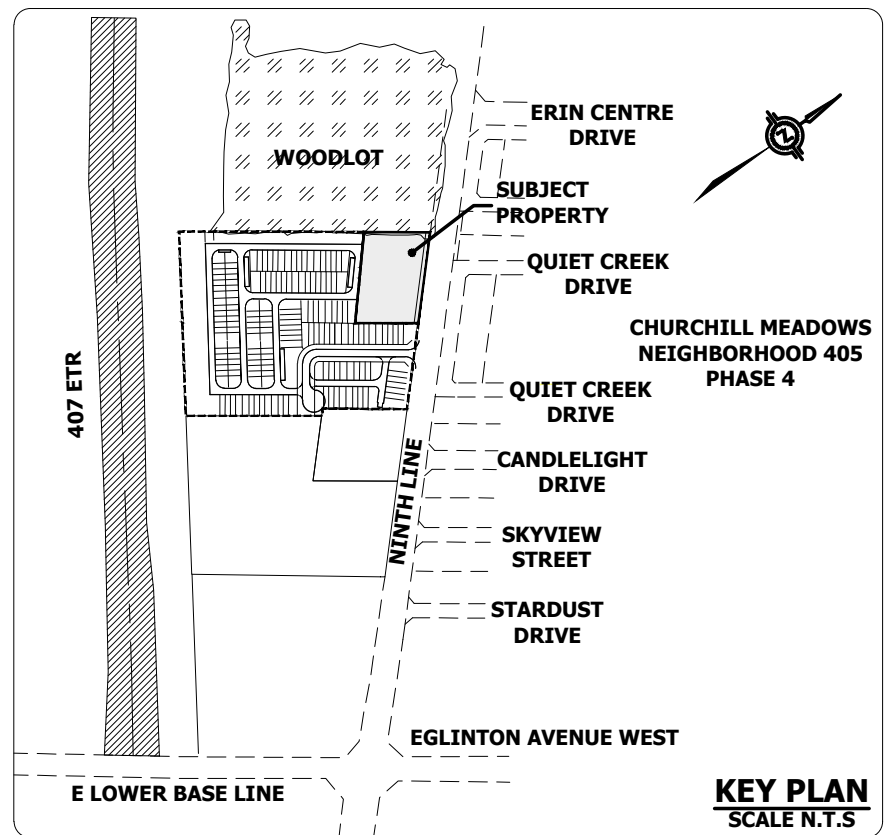 ERIN CENTRE
DRIVE
WOODLOT
SUBJECT
PROPERTY
QUIET CREEK
DRIVE
CHURCHILL MEADOWS
NEIGHBORHOOD 405
PHASE 4
407 ETR
QUIET CREEK
DRIVE
CANDLELIGHT
DRIVE
NINTH LINE
SKYVIEW
STREET
STARDUST
DRIVE
EGLINTON AVENUE WEST
E LOWER BASE LINE
KEY PLAN
SCALE N.T.S
Z